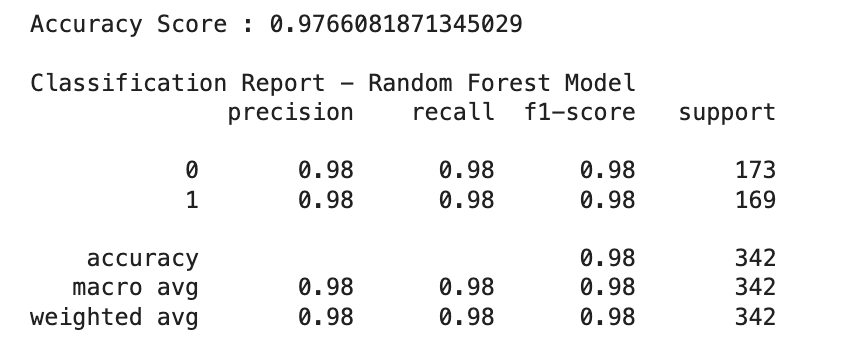 Accuracy Score : 0.9766081871345029
Classification Report - Random Forest Model
precision recall f1-score support
0 0.98 0.98 0.98 173
1 0.98 0.98 0.98 169
accuracy 0.98 342
macro avg 0.98 0.98 0.98 342
weighted avg 0.98 0.98 0.98 342